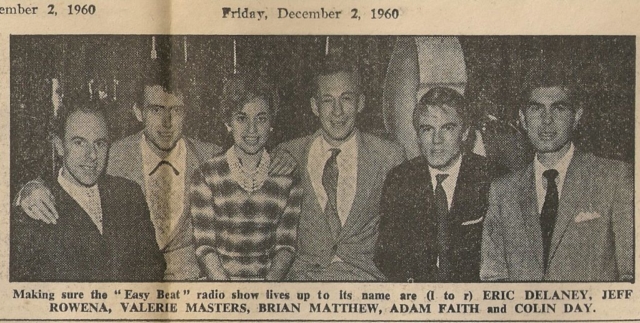 ember 2, 1960
Friday, December 2, 1960
Making sure the "Easy Beat" radio show lives up to its name are (l to r) ERIC DELANEY, JEFF
ROWENA, VALERIE MASTERS, BRIAN MATTHEW, ADAM FAITH and COLIN DAY.